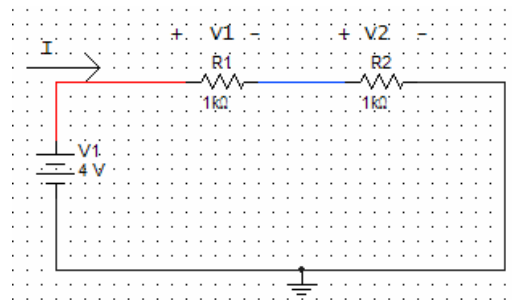 + V1 - + V2 -
I
R1 R2
1kΩ 1kΩ
V1
4 V